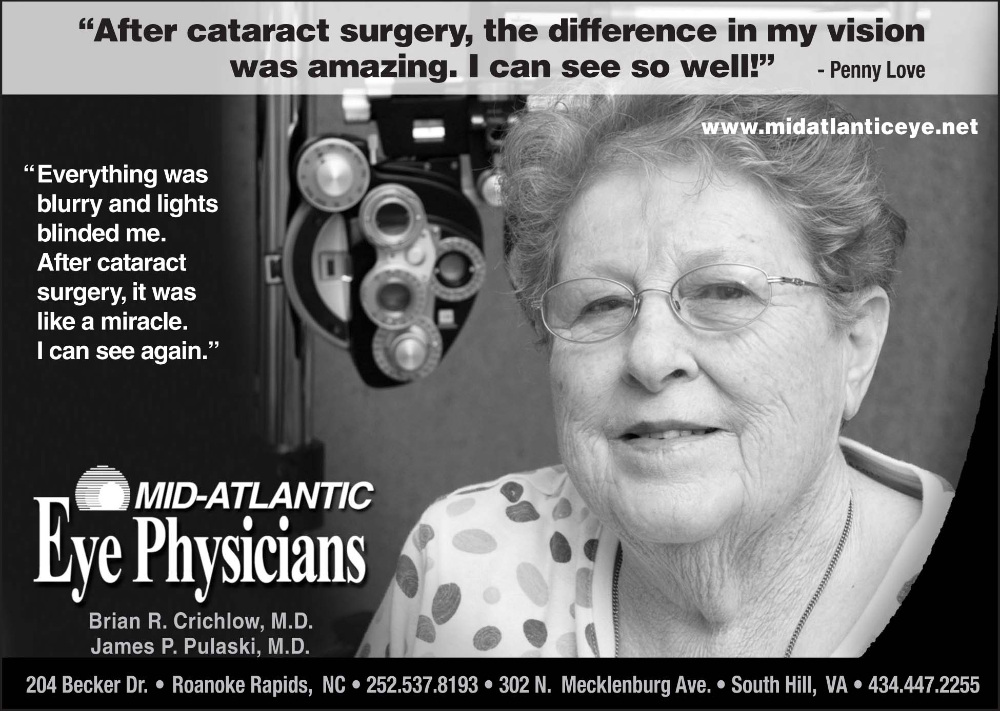 “After cataract surgery, the difference in my vision
was amazing. I can see so well!” - Penny Love
www.midatlanticeye.net
“Everything was
blurry and lights
blinded me.
After cataract
surgery, it was
like a miracle.
I can see again.”
MID-ATLANTIC
Eye Physicians
Brian R. Crichlow, M.D.
James P. Pulaski, M.D.
204 Becker Dr. • Roanoke Rapids, NC • 252.537.8193 • 302 N. Mecklenburg Ave. • South Hill, VA • 434.447.2255